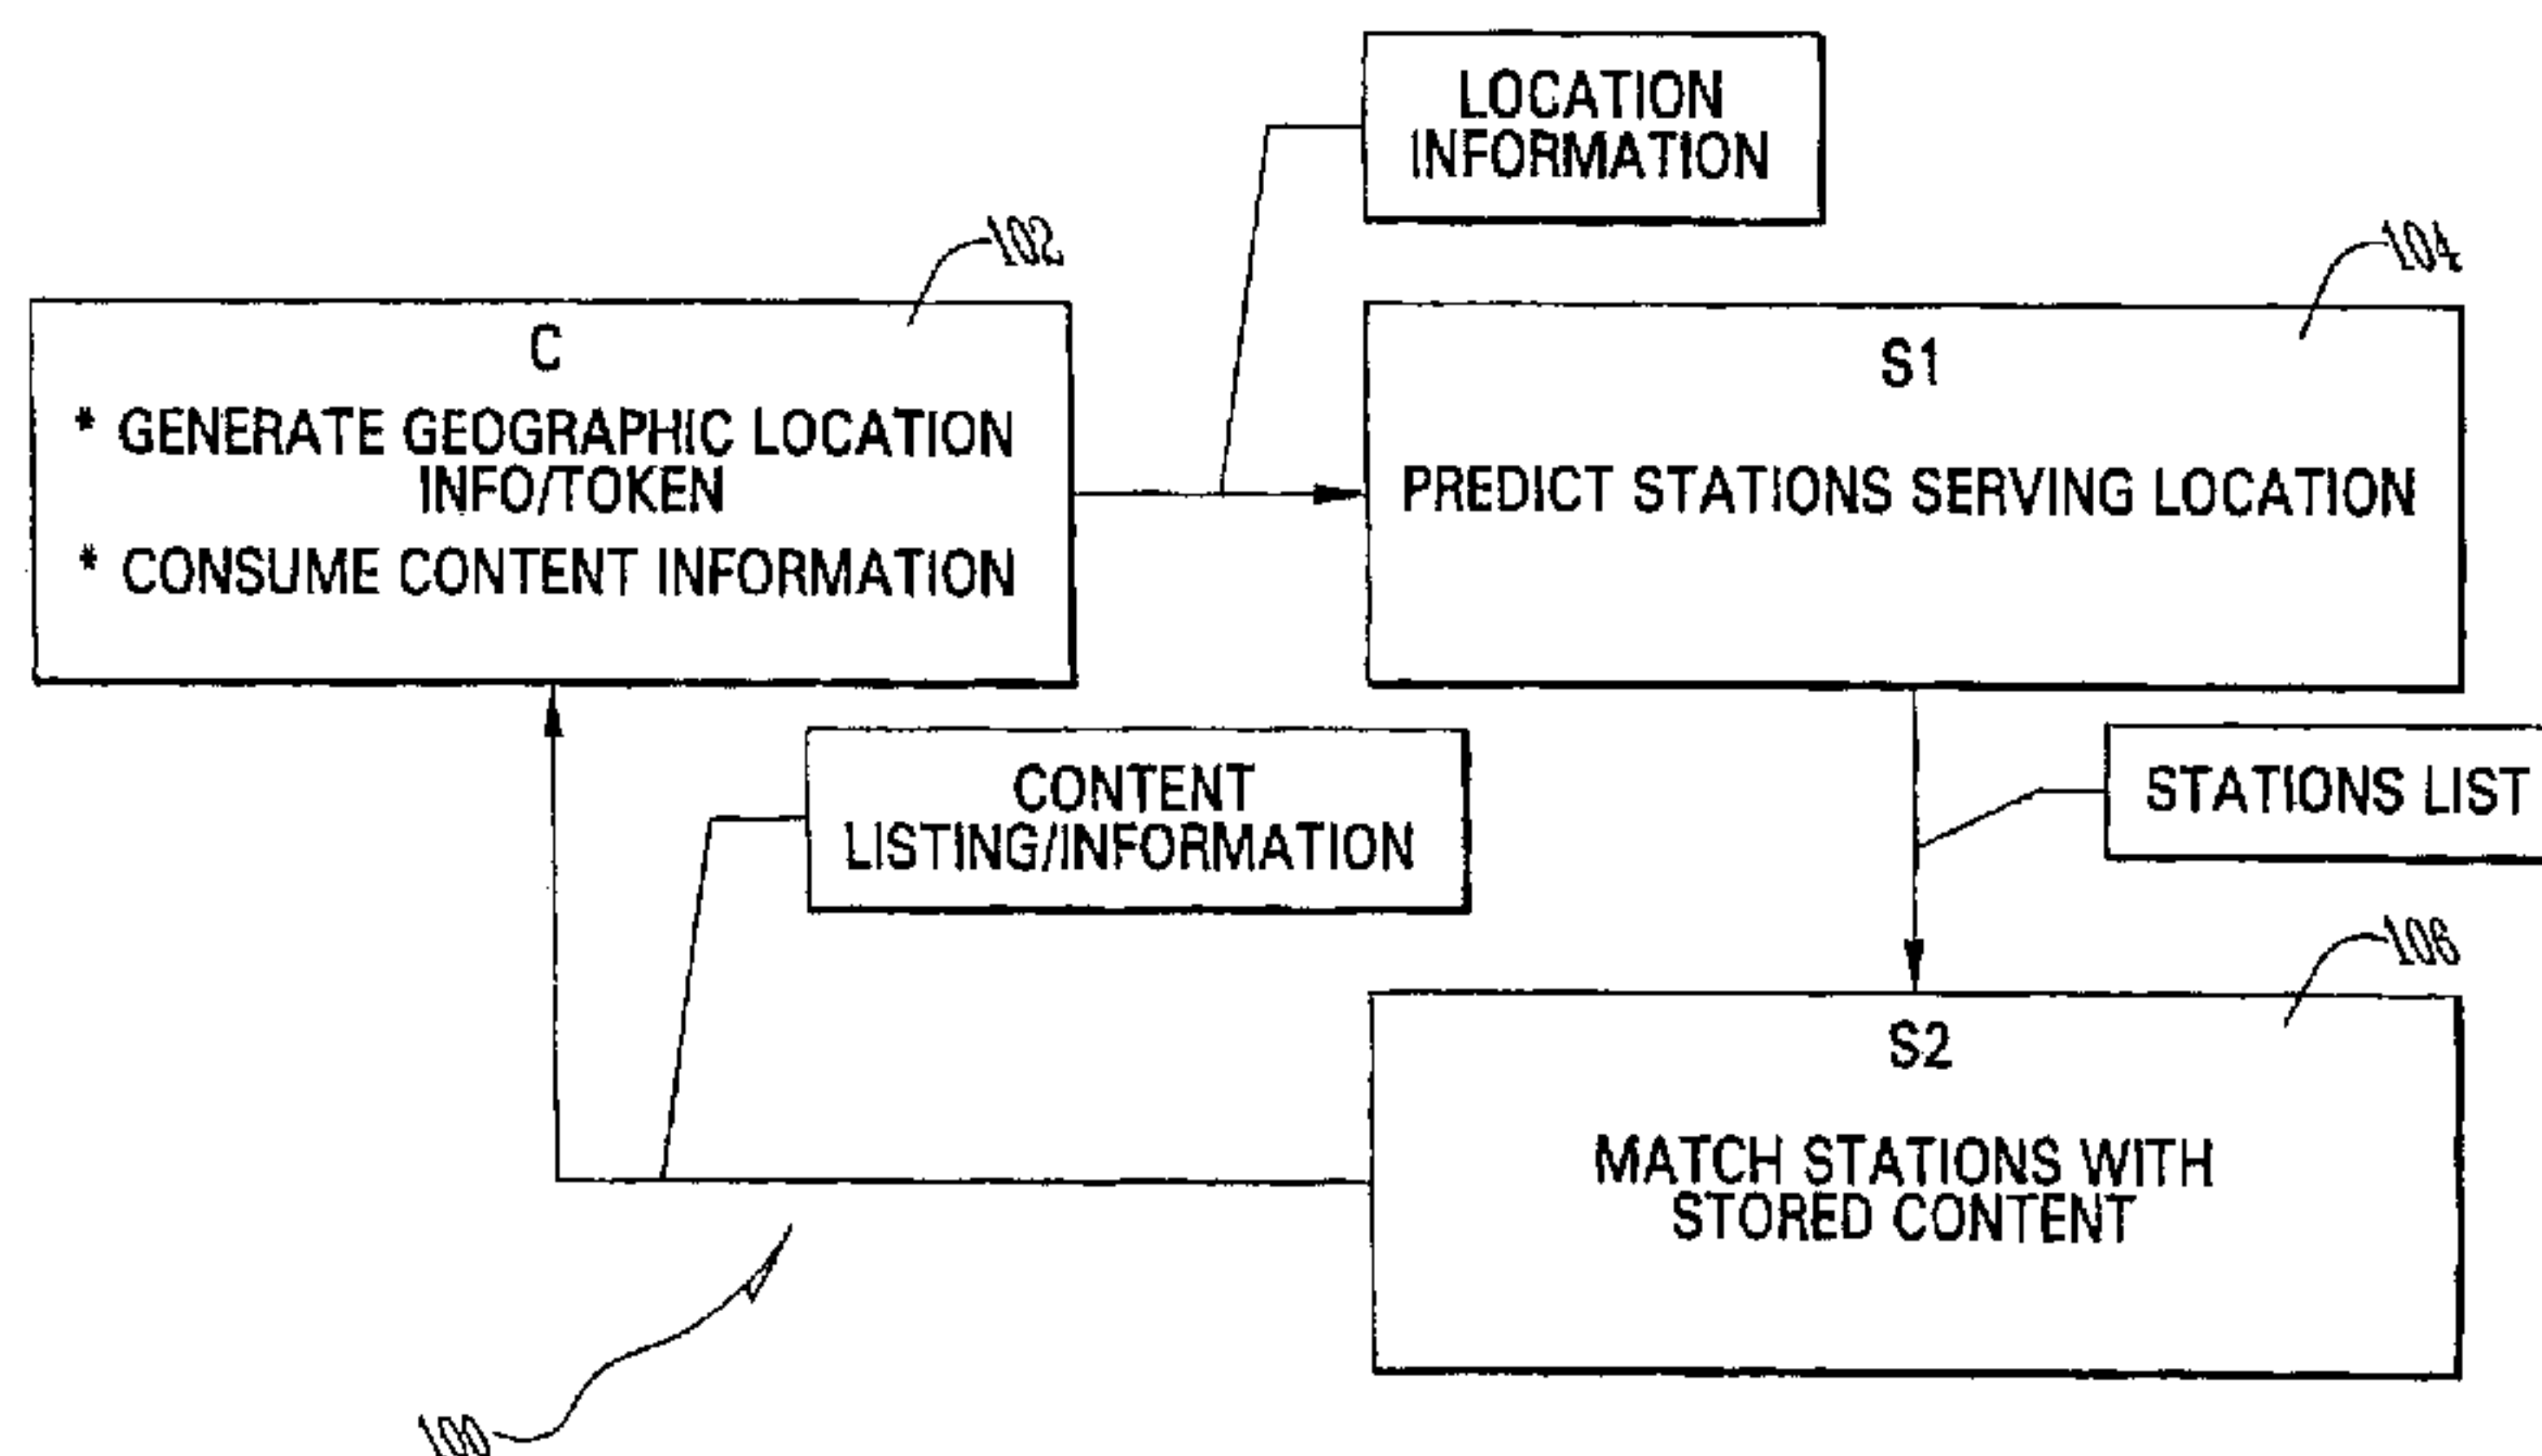 LOCATION
INFORMATION
102
104
C
* GENERATE GEOGRAPHIC LOCATION
INFO/TOKEN
* CONSUME CONTENT INFORMATION
S1
PREDICT STATIONS SERVING LOCATION
CONTENT
LISTING/INFORMATION
STATIONS LIST
106
S2
MATCH STATIONS WITH
STORED CONTENT
100